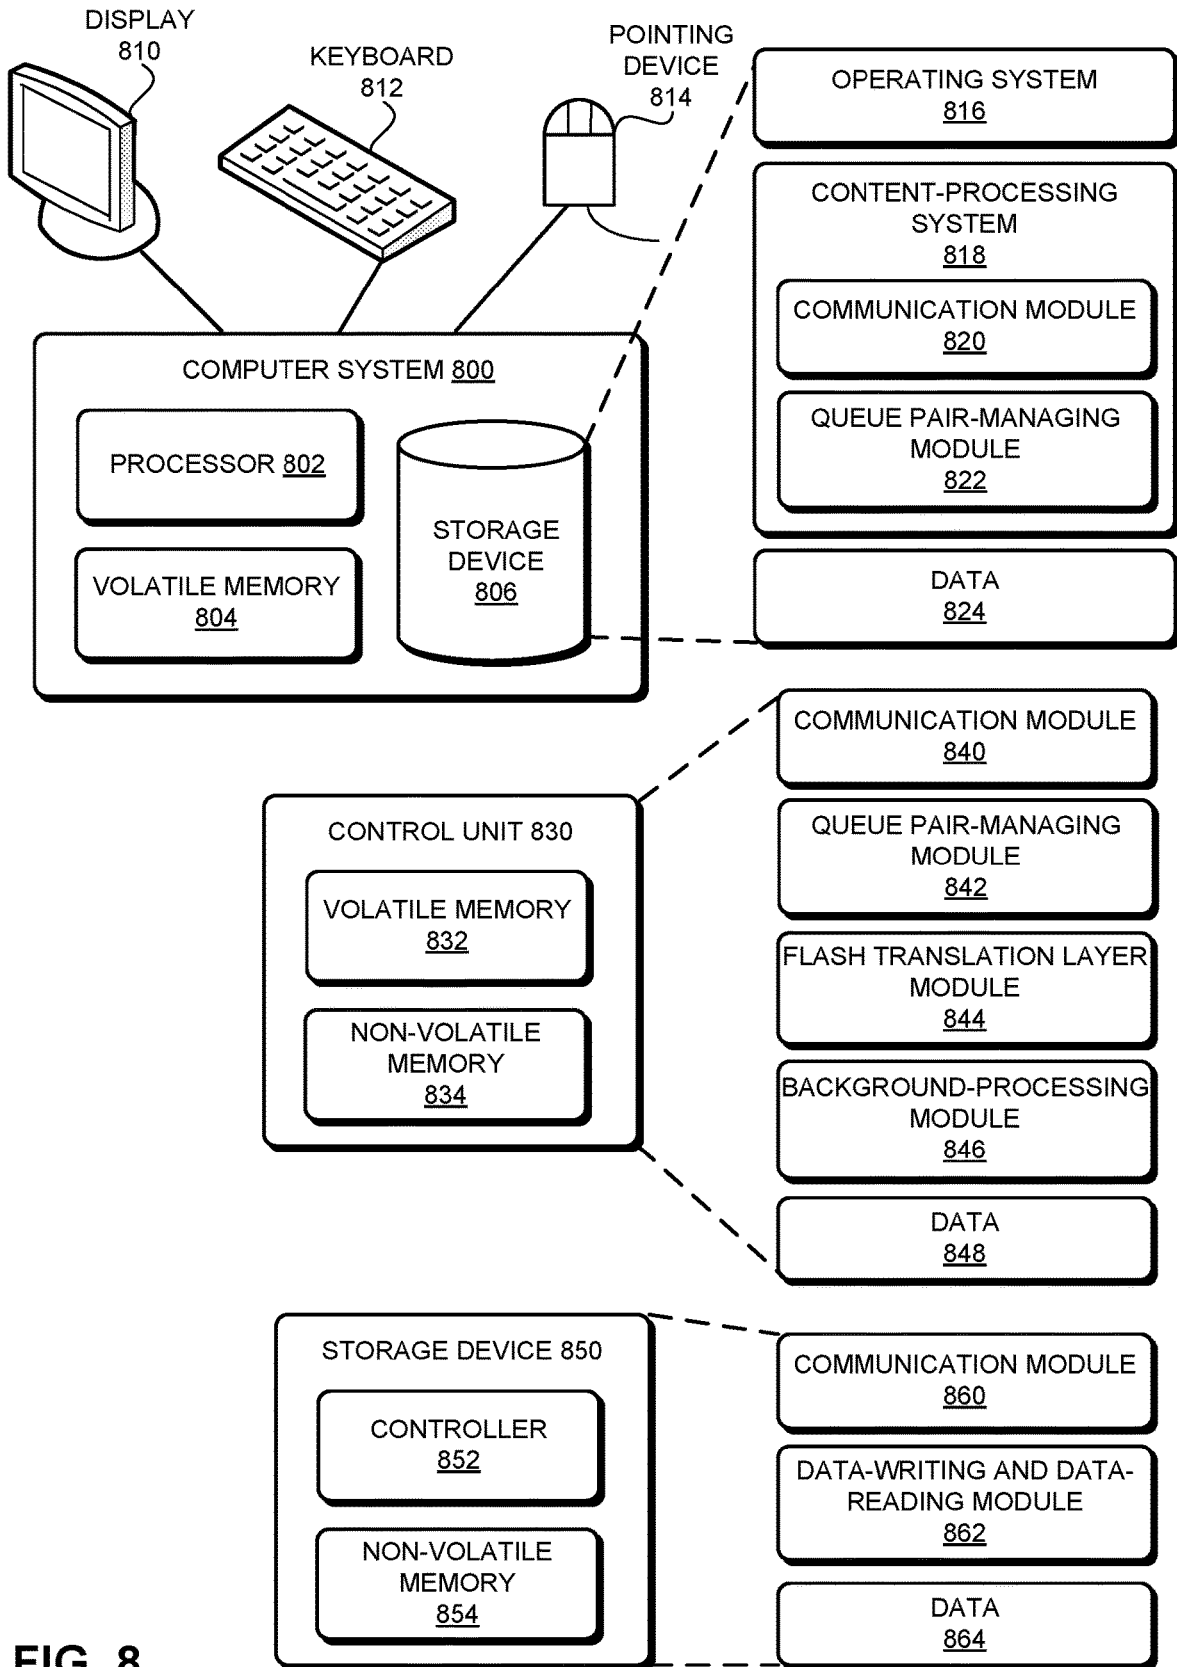 DISPLAY
810
KEYBOARD
812
POINTING
DEVICE
814
COMPUTER SYSTEM 800
PROCESSOR 802
VOLATILE MEMORY
804
STORAGE
DEVICE
806
OPERATING SYSTEM
816
CONTENT-PROCESSING
SYSTEM
818
COMMUNICATION MODULE
820
QUEUE PAIR-MANAGING
MODULE
822
DATA
824
CONTROL UNIT 830
VOLATILE MEMORY
832
NON-VOLATILE
MEMORY
834
COMMUNICATION MODULE
840
QUEUE PAIR-MANAGING
MODULE
842
FLASH TRANSLATION LAYER
MODULE
844
BACKGROUND-PROCESSING
MODULE
846
DATA
848
STORAGE DEVICE 850
CONTROLLER
852
NON-VOLATILE
MEMORY
854
COMMUNICATION MODULE
860
DATA-WRITING AND DATA-
READING MODULE
862
DATA
864
FIG. 8